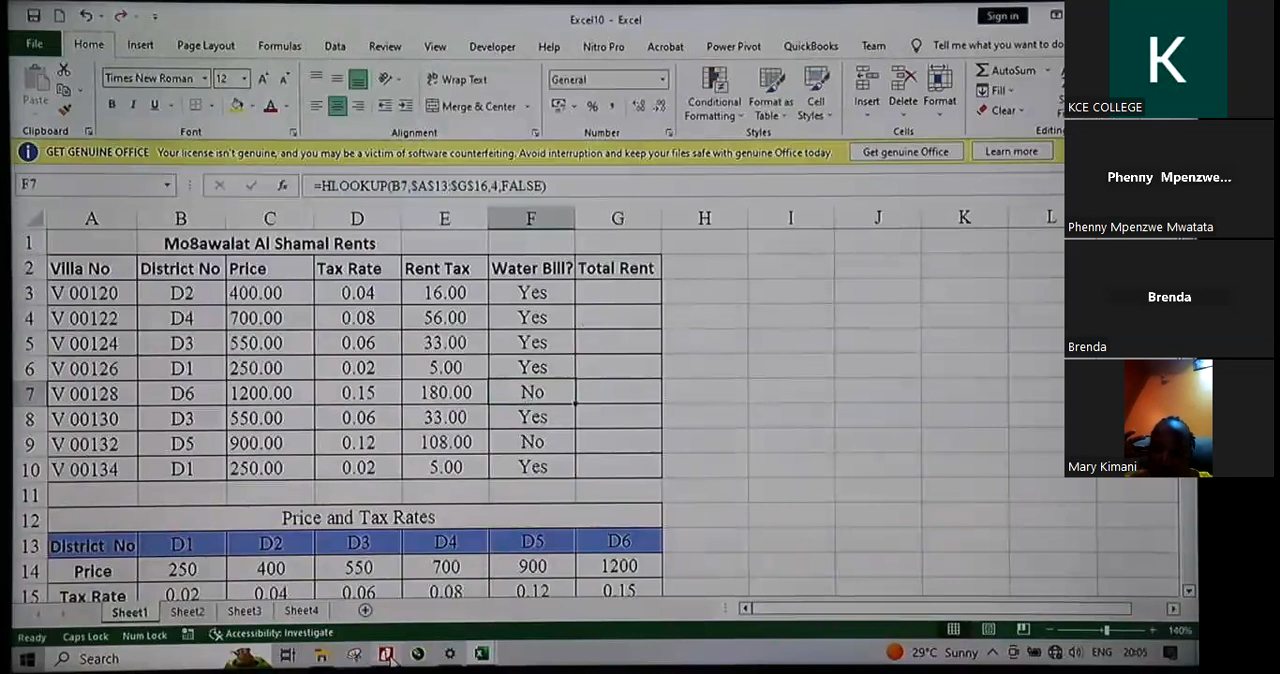 Excel10 - Excel
Sign in
File Home Insert Page Layout Formulas Data Review View Developer Help Nitro Pro Acrobat Power Pivot QuickBooks Team Tell me what you want to do
Paste
Times New Roman 12
B I U
Wrap Text
Merge & Center
General
Conditional Formatting
Format as Table
Cell Styles
Insert Delete Format
AutoSum
Fill
Clear
Clipboard Font Alignment Number Styles Cells Editin
GET GENUINE OFFICE Your license isn't genuine, and you may be a victim of software counterfeiting. Avoid interruption and keep your files safe with genuine Office today. Get genuine Office Learn more
F7 fx =HLOOKUP(B7,$A$13:$G$16,4,FALSE)
A B C D E F G H I J K L
1 Mo8awalat Al Shamal Rents
2 Villa No District No Price Tax Rate Rent Tax Water Bill? Total Rent
3 V 00120 D2 400.00 0.04 16.00 Yes
4 V 00122 D4 700.00 0.08 56.00 Yes
5 V 00124 D3 550.00 0.06 33.00 Yes
6 V 00126 D1 250.00 0.02 5.00 Yes
7 V 00128 D6 1200.00 0.15 180.00 No
8 V 00130 D3 550.00 0.06 33.00 Yes
9 V 00132 D5 900.00 0.12 108.00 No
10 V 00134 D1 250.00 0.02 5.00 Yes
11
12 Price and Tax Rates
13 District No D1 D2 D3 D4 D5 D6
14 Price 250 400 550 700 900 1200
15 Tax Rate 0.02 0.04 0.06 0.08 0.12 0.15
Sheet1 Sheet2 Sheet3 Sheet4
Ready Caps Lock Num Lock Accessibility: Investigate 140%
Search 29°C Sunny ENG 20:05
K
KCE COLLEGE
Phenny Mpenzwe...
Phenny Mpenzwe Mwatata
Brenda
Brenda
Mary Kimani